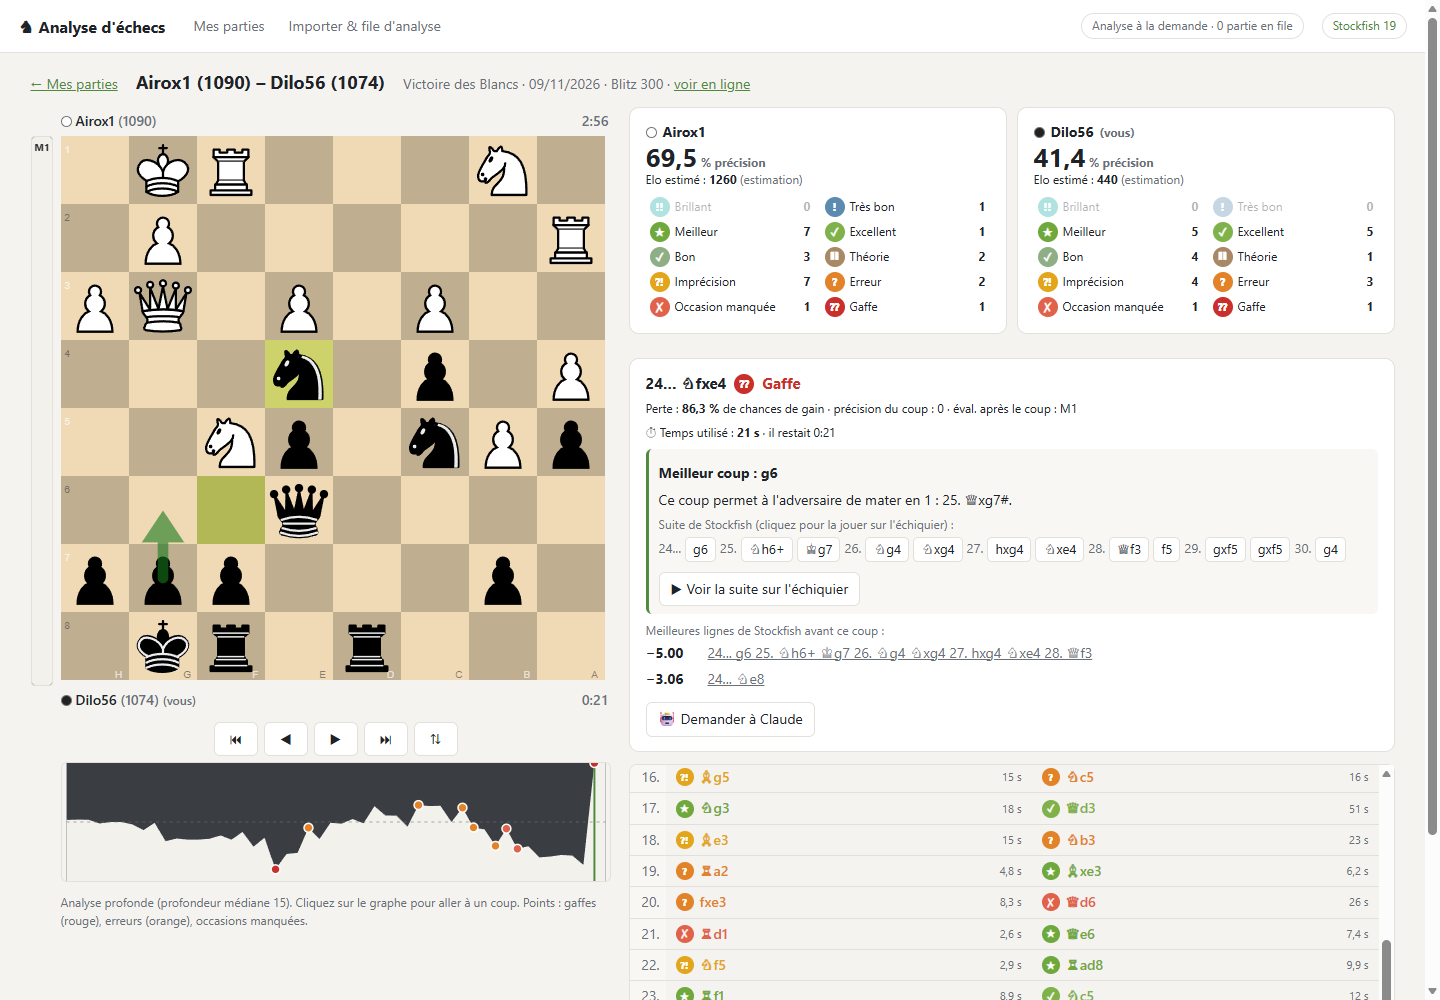 ♞ Analyse d'échecs Mes parties Importer & file d'analyse Analyse à la demande · 0 partie en file Stockfish 19
← Mes parties Airox1 (1090) – Dilo56 (1074) Victoire des Blancs · 09/11/2026 · Blitz 300 · voir en ligne
Airox1 (1090) 2:56
M1
1
2
3
4
5
6
7
8
H G F E D C B A
Dilo56 (1074) (vous) 0:21
Analyse profonde (profondeur médiane 15). Cliquez sur le graphe pour aller à un coup. Points : gaffes
(rouge), erreurs (orange), occasions manquées.
Airox1
69,5 % précision
Elo estimé : 1260 (estimation)
!! Brillant 0 ! Très bon 1
Meilleur 7 Excellent 1
Bon 3 Théorie 2
?! Imprécision 7 ? Erreur 2
Occasion manquée 1 ?? Gaffe 1
Dilo56 (vous)
41,4 % précision
Elo estimé : 440 (estimation)
!! Brillant 0 ! Très bon 0
Meilleur 5 Excellent 5
Bon 4 Théorie 1
?! Imprécision 4 ? Erreur 3
Occasion manquée 1 ?? Gaffe 1
24... ♘fxe4 ?? Gaffe
Perte : 86,3 % de chances de gain · précision du coup : 0 · éval. après le coup : M1
⏱ Temps utilisé : 21 s · il restait 0:21
Meilleur coup : g6
Ce coup permet à l'adversaire de mater en 1 : 25. ♕xg7#.
Suite de Stockfish (cliquez pour la jouer sur l'échiquier) :
24... g6 25. ♘h6+ ♔g7 26. ♘g4 ♘xg4 27. hxg4 ♘xe4 28. ♕f3 f5 29. gxf5 gxf5 30. g4
▶ Voir la suite sur l'échiquier
Meilleures lignes de Stockfish avant ce coup :
−5.00 24... g6 25. ♘h6+ ♔g7 26. ♘g4 ♘xg4 27. hxg4 ♘xe4 28. ♕f3
−3.06 24... ♘e8
Demander à Claude
16. ?! ♗g5 15 s ? ♘c5 16 s
17. ♘g3 18 s ♛d3 51 s
18. ?! ♗e3 15 s ? ♘b3 23 s
19. ? ♖a2 4,8 s ♗xe3 6,2 s
20. ? fxe3 8,3 s ♛d6 26 s
21. ♖d1 2,6 s ♛e6 7,4 s
22. ?! ♘f5 2,9 s ♖ad8 9,9 s
23. ♖f1 8,9 s ♘c5 12 s